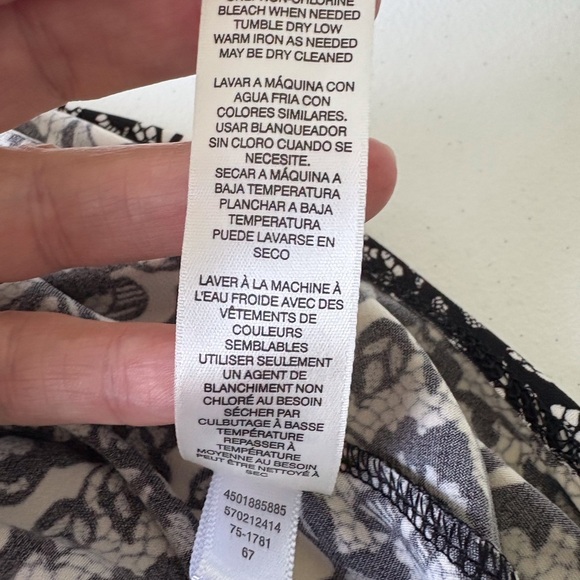 ONLY NON-CHLORINE
BLEACH WHEN NEEDED
TUMBLE DRY LOW
WARM IRON AS NEEDED
MAY BE DRY CLEANED
LAVAR A MÁQUINA CON
AGUA FRIA CON
COLORES SIMILARES.
USAR BLANQUEADOR
SIN CLORO CUANDO SE
NECESITE.
SECAR A MÁQUINA A
BAJA TEMPERATURA
PLANCHAR A BAJA
TEMPERATURA
PUEDE LAVARSE EN
SECO
LAVER À LA MACHINE À
L'EAU FROIDE AVEC DES
VÊTEMENTS DE
COULEURS
SEMBLABLES
UTILISER SEULEMENT
UN AGENT DE
BLANCHIMENT NON
CHLORÉ AU BESOIN
SÉCHER PAR
CULBUTAGE À BASSE
TEMPÉRATURE
REPASSER À
TEMPÉRATURE
MOYENNE AU BESOIN
PEUT ÊTRE NETTOYÉ À
SEC
4501885885
570212414
75-1781
67